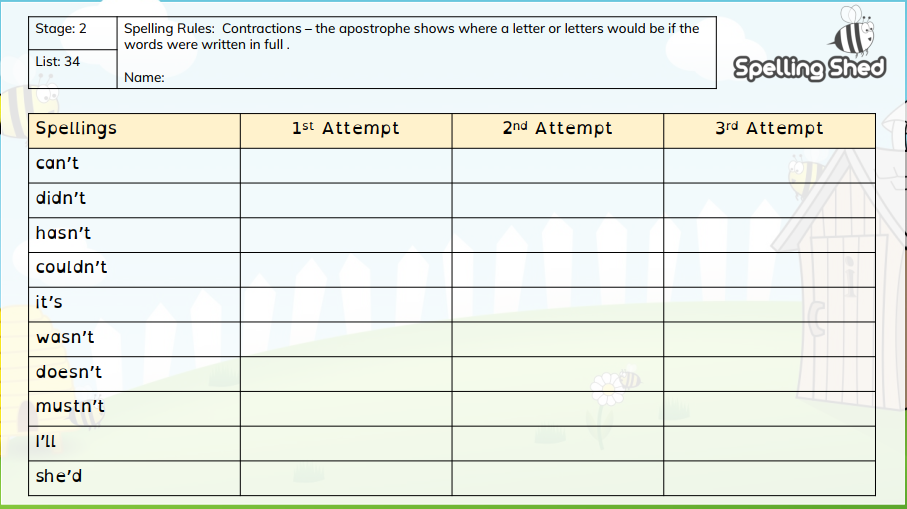 Stage: 2
List: 34
Spelling Rules:  Contractions – the apostrophe shows where a letter or letters would be if the
words were written in full .
Name:
Spelling Shed
Spellings 1st Attempt 2nd Attempt 3rd Attempt
can't
didn't
hasn't
couldn't
it's
wasn't
doesn't
mustn't
I'll
she'd